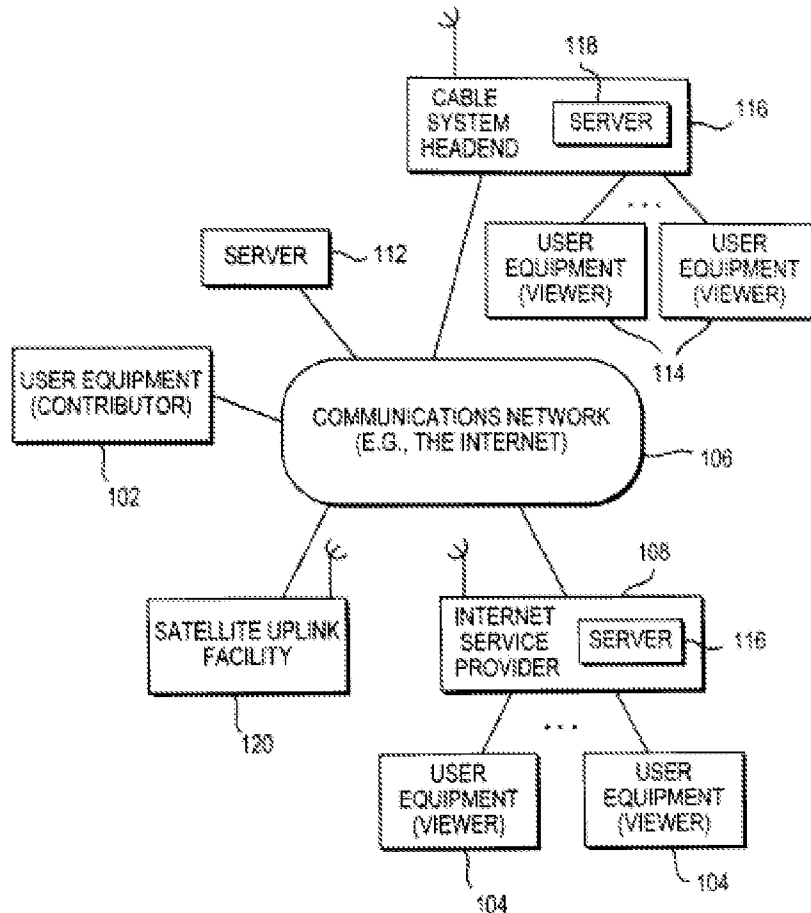 118
CABLE
SYSTEM
HEADEND
SERVER
116
SERVER
112
USER
EQUIPMENT
(VIEWER)
USER
EQUIPMENT
(VIEWER)
114
USER EQUIPMENT
(CONTRIBUTOR)
102
COMMUNICATIONS NETWORK
(E.G., THE INTERNET)
106
SATELLITE UPLINK
FACILITY
120
108
INTERNET
SERVICE
PROVIDER
SERVER
116
USER
EQUIPMENT
(VIEWER)
104
USER
EQUIPMENT
(VIEWER)
104